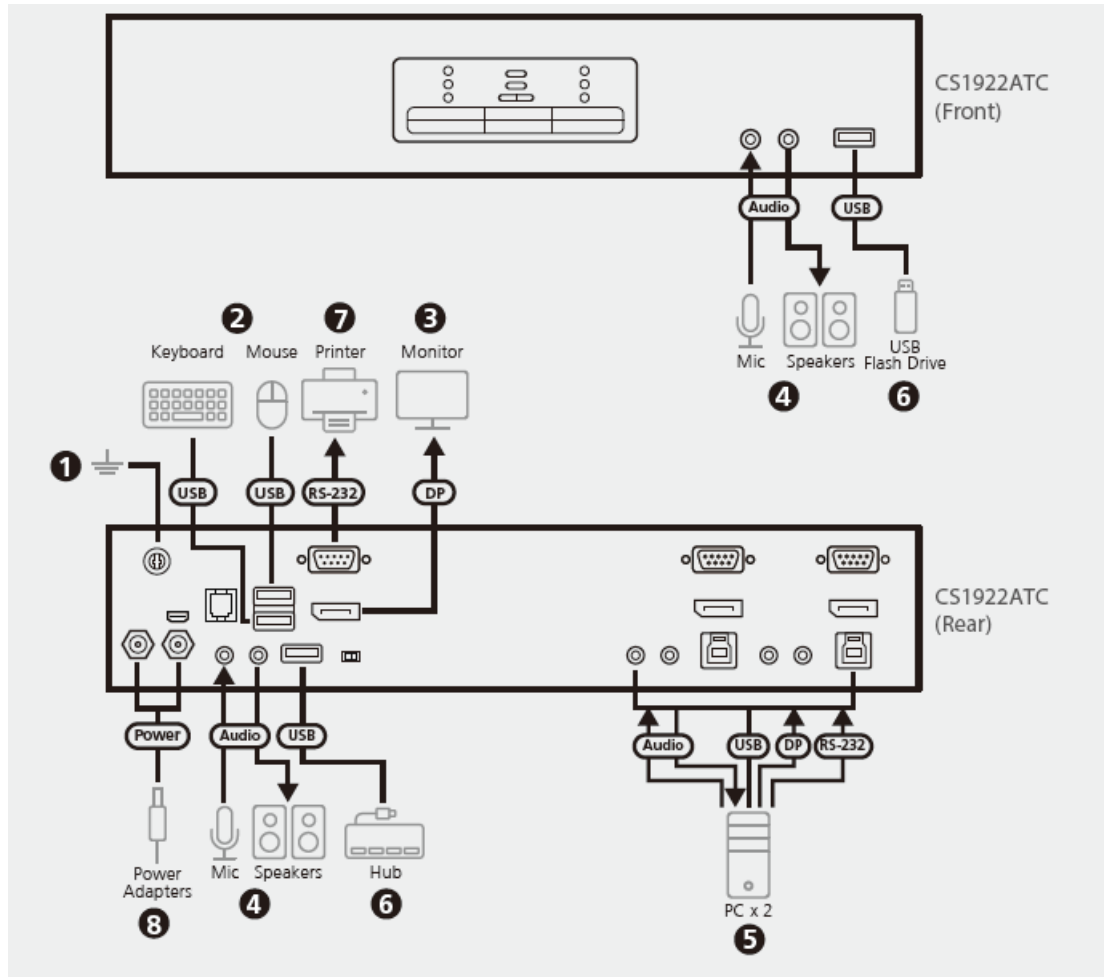 CS1922ATC
(Front)
Audio
USB
Mic
Speakers
USB
Flash Drive
4
6
2
7
3
Keyboard
Mouse
Printer
Monitor
1
USB
USB
RS-232
DP
CS1922ATC
(Rear)
Power
Audio
USB
Audio
USB
DP
RS-232
Power
Adapters
Mic
Speakers
Hub
PC x 2
8
4
6
5